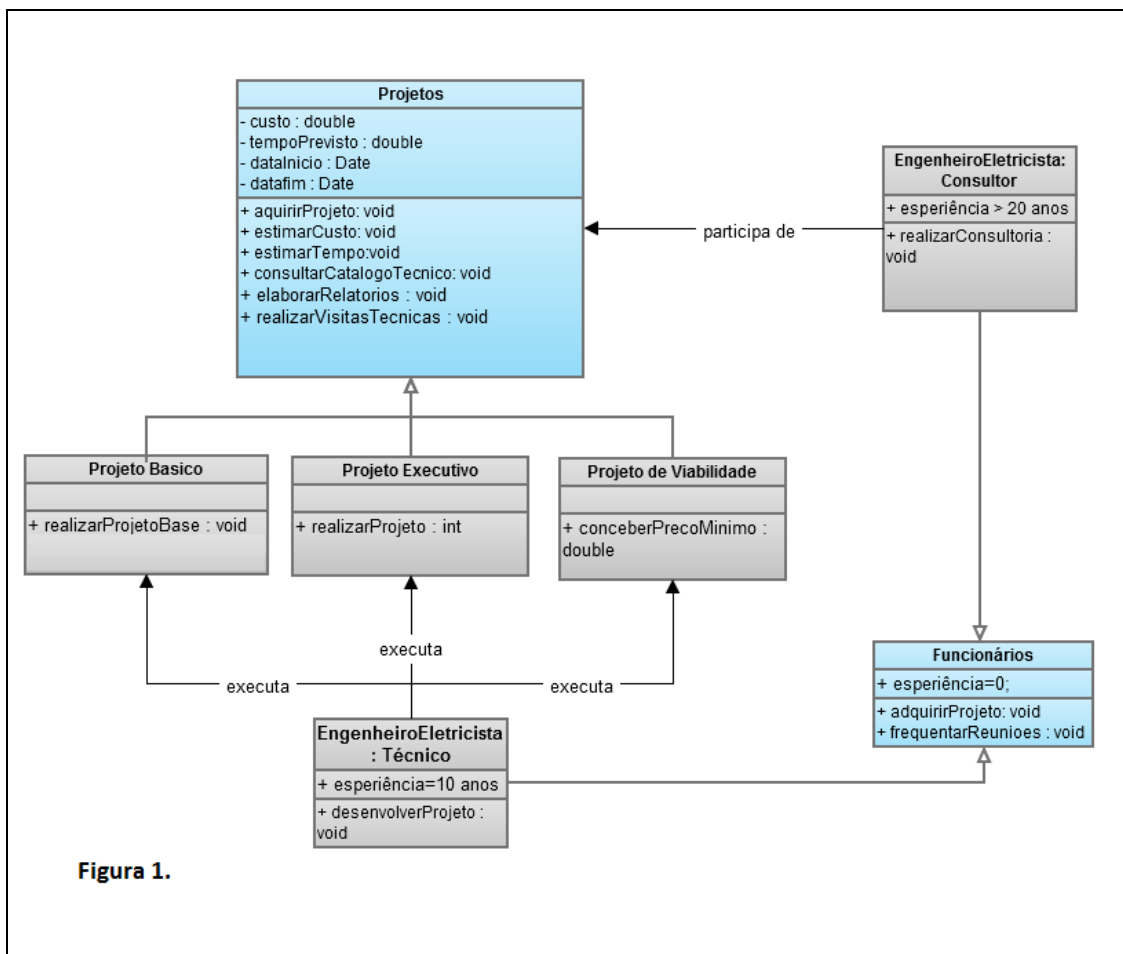 Projetos
- custo : double
- tempoPrevisto : double
- dataInicio : Date
- datafim : Date
+ aquirirProjeto: void
+ estimarCusto: void
+ estimarTempo:void
+ consultarCatalogoTecnico: void
+ elaborarRelatorios : void
+ realizarVisitasTecnicas : void
EngenheiroEletricista:
Consultor
+ esperiência > 20 anos
+ realizarConsultoria :
void
participa de
Projeto Basico
+ realizarProjetoBase : void
Projeto Executivo
+ realizarProjeto : int
Projeto de Viabilidade
+ conceberPrecoMinimo :
double
executa
executa
executa
Funcionários
+ esperiência=0;
+ adquirirProjeto: void
+ frequentarReunioes : void
EngenheiroEletricista
: Técnico
+ esperiência=10 anos
+ desenvolverProjeto :
void
Figura 1.